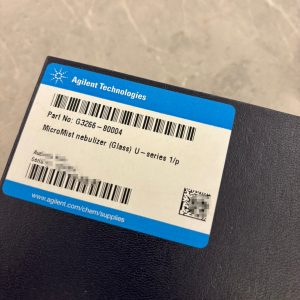 Agilent Technologies
Part No: G3266-80004
MicroMist nebulizer (Glass) U-series 1/p
www.agilent.com/chem/supplies